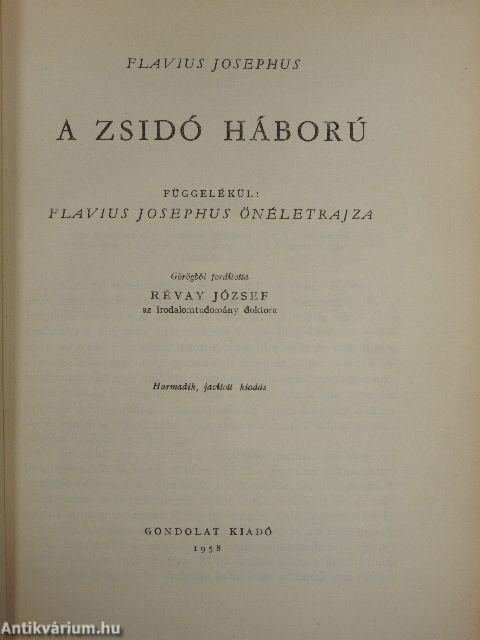 FLAVIUS JOSEPHUS
A ZSIDÓ HÁBORÚ
FÜGGELÉKÜL:
FLAVIUS JOSEPHUS ÖNÉLETRAJZA
Görögből fordította
RÉVAY JÓZSEF
az irodalomtudomány doktora
Harmadik, javított kiadás
GONDOLAT KIADÓ
1958
Antikvárium.hu